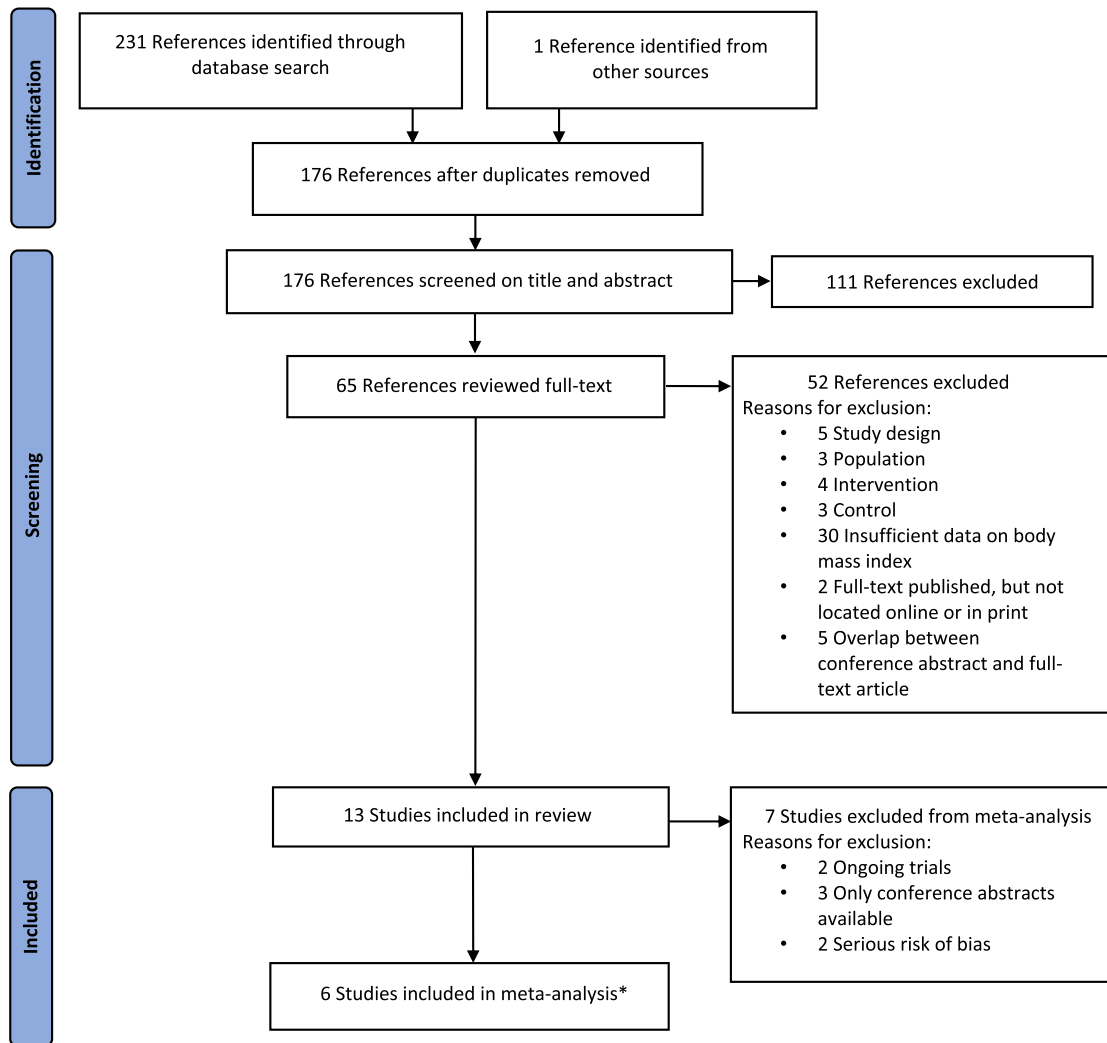 Identification
231 References identified through
database search
1 Reference identified from
other sources
176 References after duplicates removed
Screening
176 References screened on title and abstract
111 References excluded
65 References reviewed full-text
52 References excluded
Reasons for exclusion:
• 5 Study design
• 3 Population
• 4 Intervention
• 3 Control
• 30 Insufficient data on body
mass index
• 2 Full-text published, but not
located online or in print
• 5 Overlap between
conference abstract and full-
text article
Included
13 Studies included in review
7 Studies excluded from meta-analysis
Reasons for exclusion:
• 2 Ongoing trials
• 3 Only conference abstracts
available
• 2 Serious risk of bias
6 Studies included in meta-analysis*